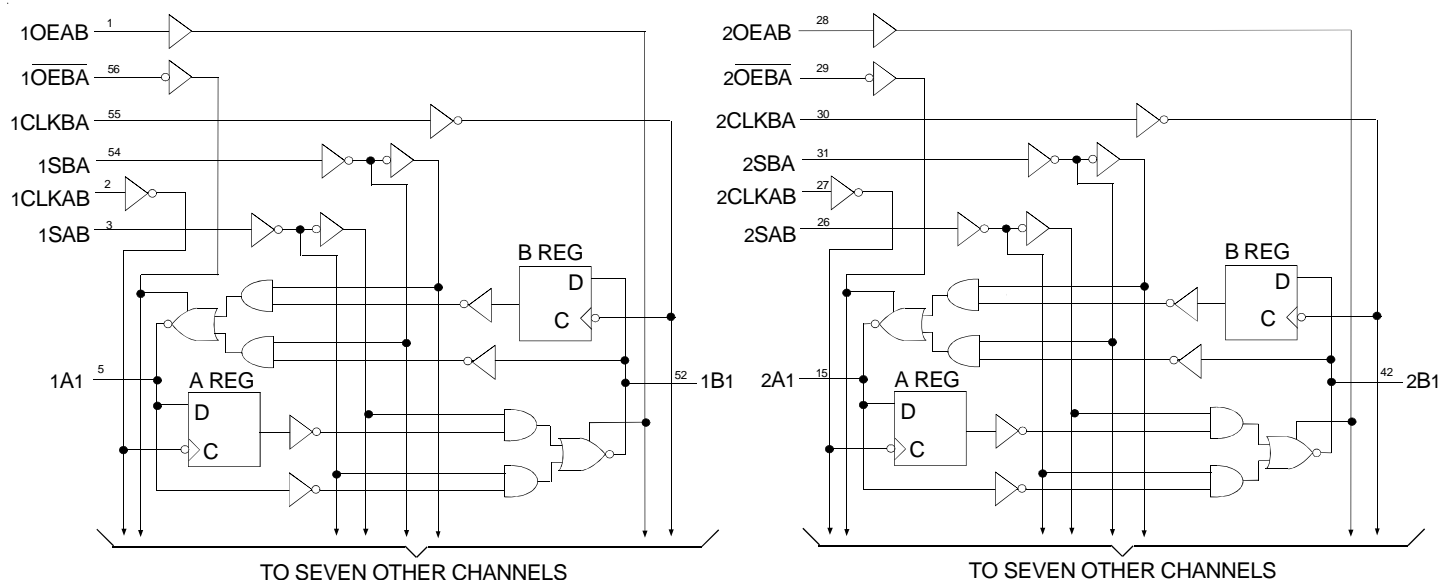 1OEAB 1
1OEBA 56
1CLKBA 55
1SBA 54
1CLKAB 2
1SAB 3
B REG
D
C
1A1 5
A REG
D
C
52 1B1
TO SEVEN OTHER CHANNELS
2OEAB 28
2OEBA 29
2CLKBA 30
2SBA 31
2CLKAB 27
2SAB 26
B REG
D
C
2A1 15
A REG
D
C
42 2B1
TO SEVEN OTHER CHANNELS